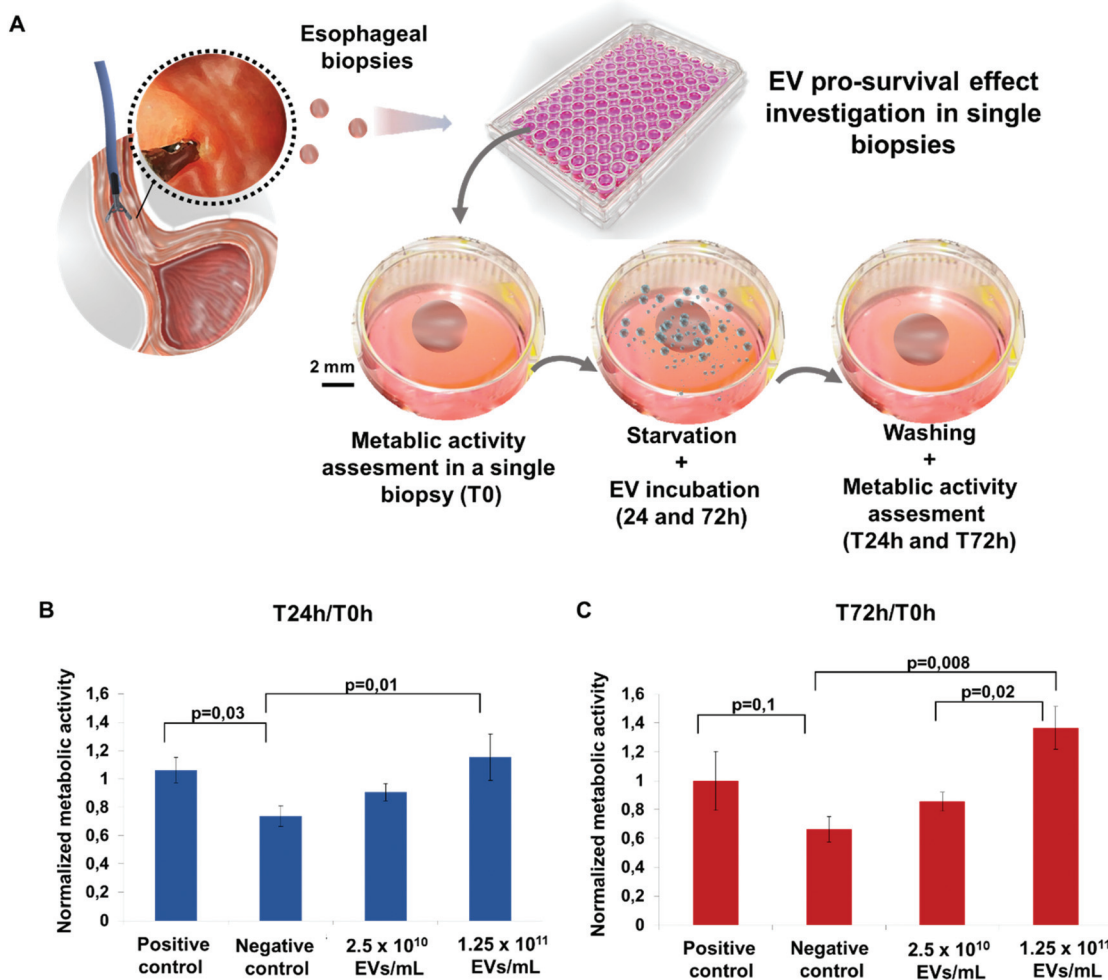 A
Esophageal
biopsies
EV pro-survival effect
investigation in single
biopsies
2 mm
Metablic activity
assesment in a single
biopsy (T0)
Starvation
+
EV incubation
(24 and 72h)
Washing
+
Metablic activity
assesment
(T24h and T72h)
B
T24h/T0h
Normalized metabolic activity
1,6
1,4
1,2
1
0,8
0,6
0,4
0,2
0
p=0,03
p=0,01
Positive
control
Negative
control
2.5 x 10¹⁰
EVs/mL
1.25 x 10¹¹
EVs/mL
C
T72h/T0h
Normalized metabolic activity
1,6
1,4
1,2
1
0,8
0,6
0,4
0,2
0
p=0,008
p=0,1
p=0,02
Positive
control
Negative
control
2.5 x 10¹⁰
EVs/mL
1.25 x 10¹¹
EVs/mL